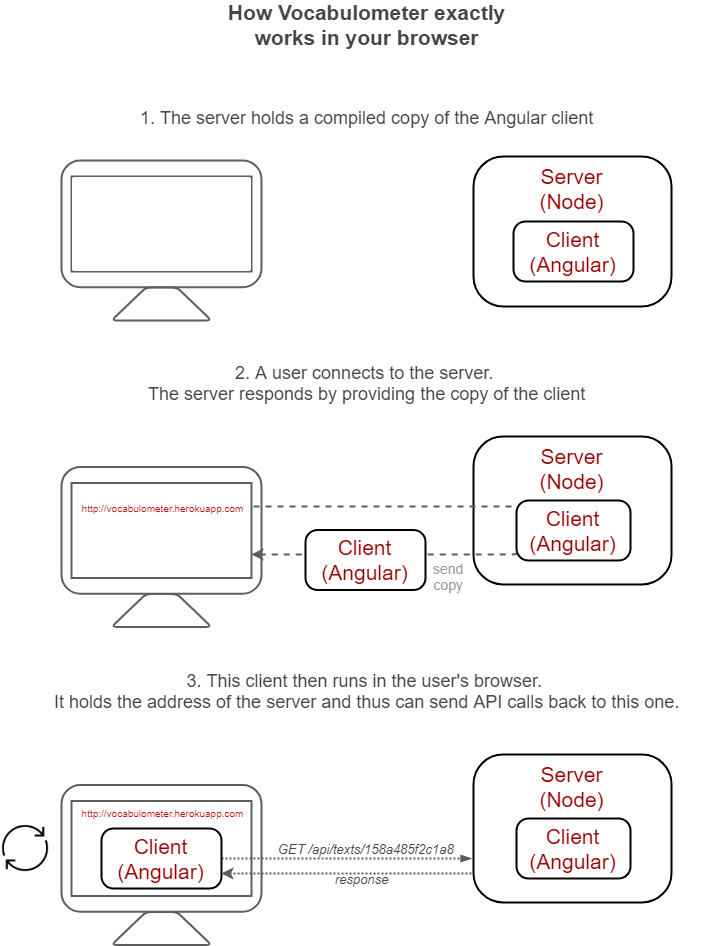 How Vocabulometer exactly
works in your browser
1. The server holds a compiled copy of the Angular client
Server
(Node)
Client
(Angular)
2. A user connects to the server.
The server responds by providing the copy of the client
Server
(Node)
http://vocabulometer.herokuapp.com
Client
(Angular)
Client
(Angular)
send
copy
3. This client then runs in the user's browser.
It holds the address of the server and thus can send API calls back to this one.
Server
(Node)
http://vocabulometer.herokuapp.com
Client
(Angular)
GET /api/texts/158a485f2c1a8
response
Client
(Angular)